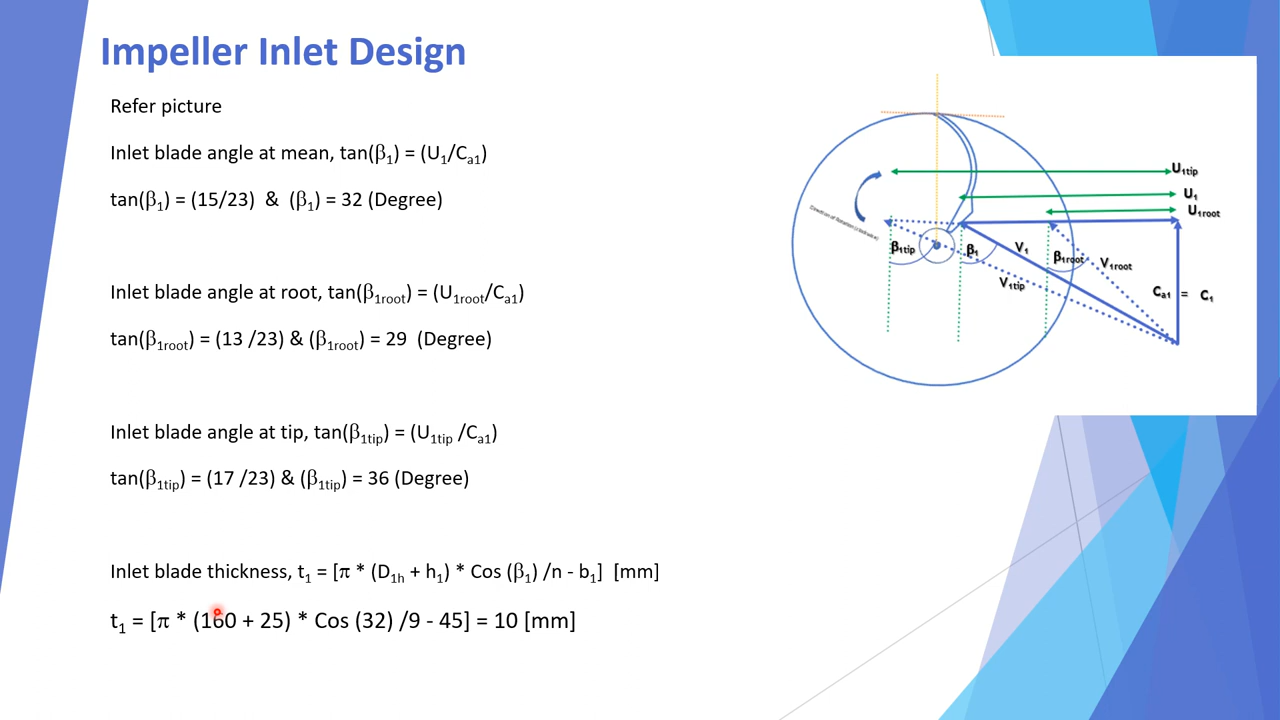 Impeller Inlet Design
Refer picture
Inlet blade angle at mean, tan(β1) = (U1/Ca1)
tan(β1) = (15/23) & (β1) = 32 (Degree)
Inlet blade angle at root, tan(β1root) = (U1root/Ca1)
tan(β1root) = (13 /23) & (β1root) = 29 (Degree)
Inlet blade angle at tip, tan(β1tip) = (U1tip /Ca1)
tan(β1tip) = (17 /23) & (β1tip) = 36 (Degree)
Inlet blade thickness, t1 = [π * (D1h + h1) * Cos (β1) /n - b1] [mm]
t1 = [π * (160 + 25) * Cos (32) /9 - 45] = 10 [mm]
U1tip
U1
U1root
Direction of Rotation (clockwise)
β1tip
β1
V1
β1root
V1root
V1tip
Ca1 = C1